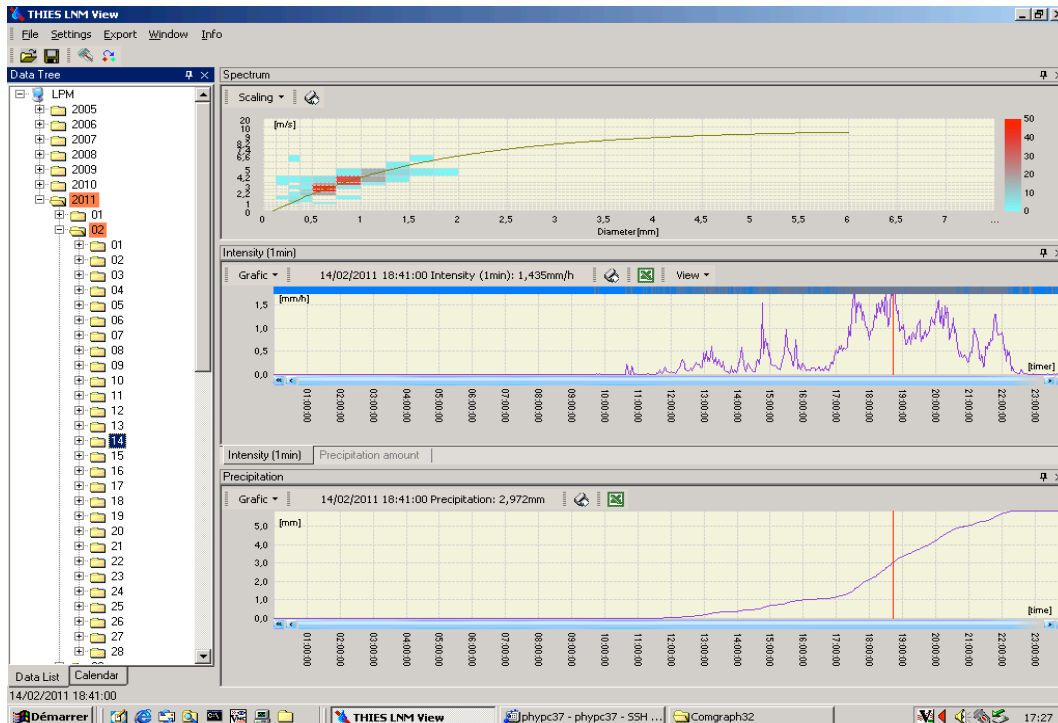 THIES LNM View
File Settings Export Window Info
Data Tree
LPM
2005
2006
2007
2008
2009
2010
2011
01
02
01
02
03
04
05
06
07
08
09
10
11
12
13
14
15
16
17
18
19
20
21
22
23
24
25
26
27
28
Data List Calendar
Spectrum
Scaling
[m/s]
20
10
8,2
7,4
6,6
5
4,2
3
2,2
1
0
0 0,5 1 1,5 2 2,5 3 3,5 4 4,5 5 5,5 6 6,5 7 ...
Diameter[mm]
50
40
30
20
10
0
Intensity (1min)
Grafic 14/02/2011 18:41:00 Intensity (1min): 1,435mm/h View
[mm/h]
1,5
1,0
0,5
0,0
[timer]
01:00:00 02:00:00 03:00:00 04:00:00 05:00:00 06:00:00 07:00:00 08:00:00 09:00:00 10:00:00 11:00:00 12:00:00 13:00:00 14:00:00 15:00:00 16:00:00 17:00:00 18:00:00 19:00:00 20:00:00 21:00:00 22:00:00 23:00:00
Intensity (1min) Precipitation amount
Precipitation
Grafic 14/02/2011 18:41:00 Precipitation: 2,972mm
[mm]
5,0
4,0
3,0
2,0
1,0
0,0
[time]
01:00:00 02:00:00 03:00:00 04:00:00 05:00:00 06:00:00 07:00:00 08:00:00 09:00:00 10:00:00 11:00:00 12:00:00 13:00:00 14:00:00 15:00:00 16:00:00 17:00:00 18:00:00 19:00:00 20:00:00 21:00:00 22:00:00 23:00:00
14/02/2011 18:41:00
Démarrer THIES LNM View phypc37 - phypc37 - SSH ... Comgraph32 17:27